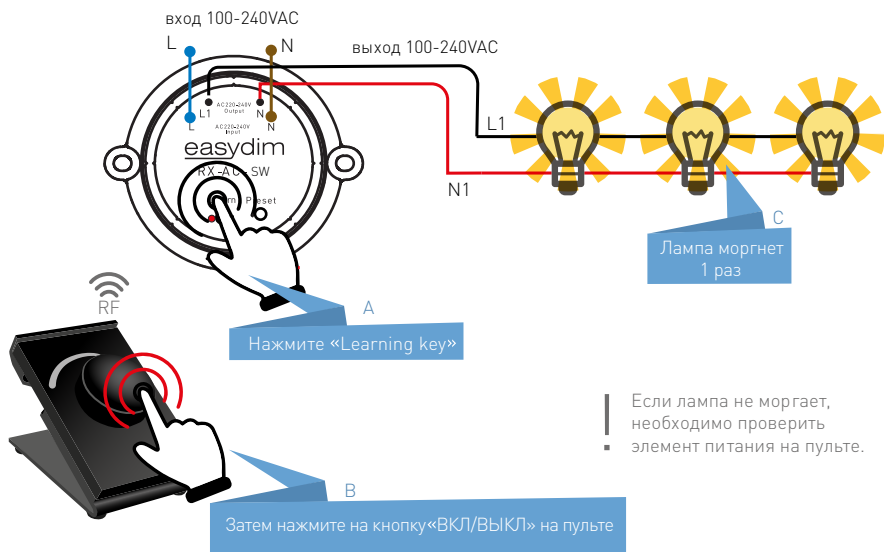 вход 100-240VAC
L
N
выход 100-240VAC
L1
AC220-240V
Output
N
L
AC220-240V
Input
N
easydim
RX-AC-SW
Preset
L1
N1
C
Лампа моргнет
1 раз
RF
A
Нажмите «Learning key»
Если лампа не моргает,
необходимо проверить
элемент питания на пульте.
B
Затем нажмите на кнопку«ВКЛ/ВЫКЛ» на пульте